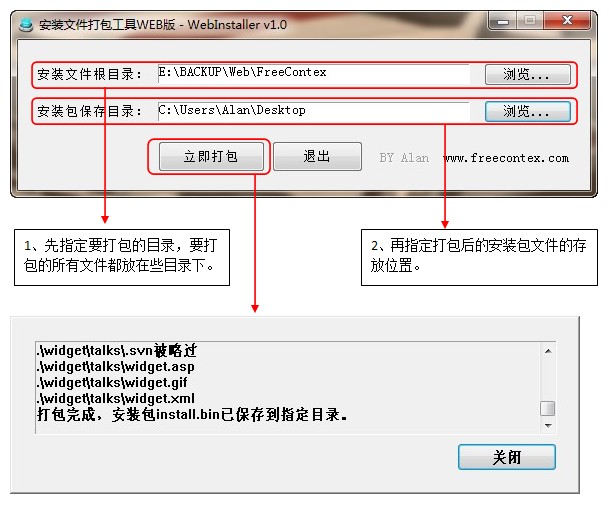 安装文件打包工具WEB版 - WebInstaller v1.0
安装文件根目录： E:\BACKUP\Web\FreeContex 浏览...
安装包保存目录： C:\Users\Alan\Desktop 浏览...
立即打包 退出 BY Alan www.freecontex.com
1、先指定要打包的目录，要打
包的所有文件都放在些目录下。
2、再指定打包后的安装包文件的存
放位置。
.\widget\talks\.svn被略过
.\widget\talks\widget.asp
.\widget\talks\widget.gif
.\widget\talks\widget.xml
打包完成，安装包install.bin已保存到指定目录。
关闭